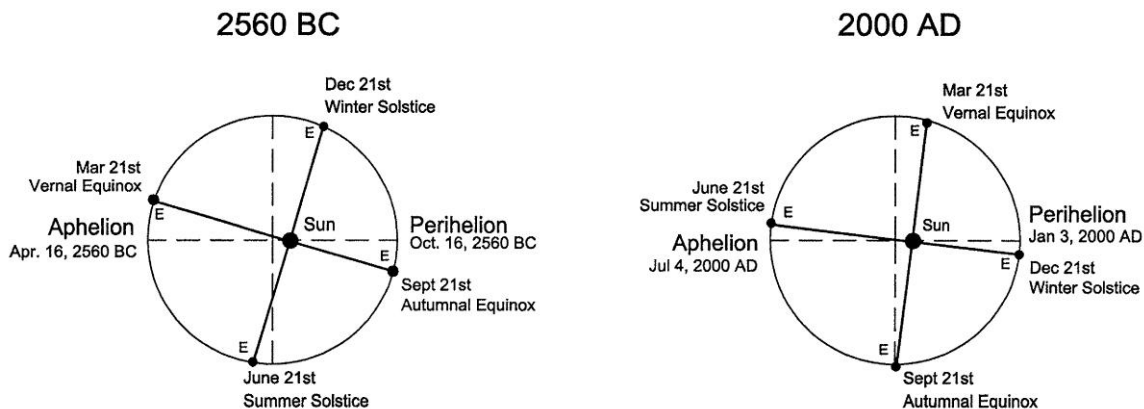 2560 BC
Dec 21st
Winter Solstice
E
Mar 21st
Vernal Equinox
E
Aphelion
Apr. 16, 2560 BC
Sun
Perihelion
Oct. 16, 2560 BC
E
Sept 21st
Autumnal Equinox
E
June 21st
Summer Solstice
2000 AD
Mar 21st
Vernal Equinox
E
June 21st
Summer Solstice
E
Aphelion
Jul 4, 2000 AD
Sun
Perihelion
Jan 3, 2000 AD
E
Dec 21st
Winter Solstice
E
Sept 21st
Autumnal Equinox